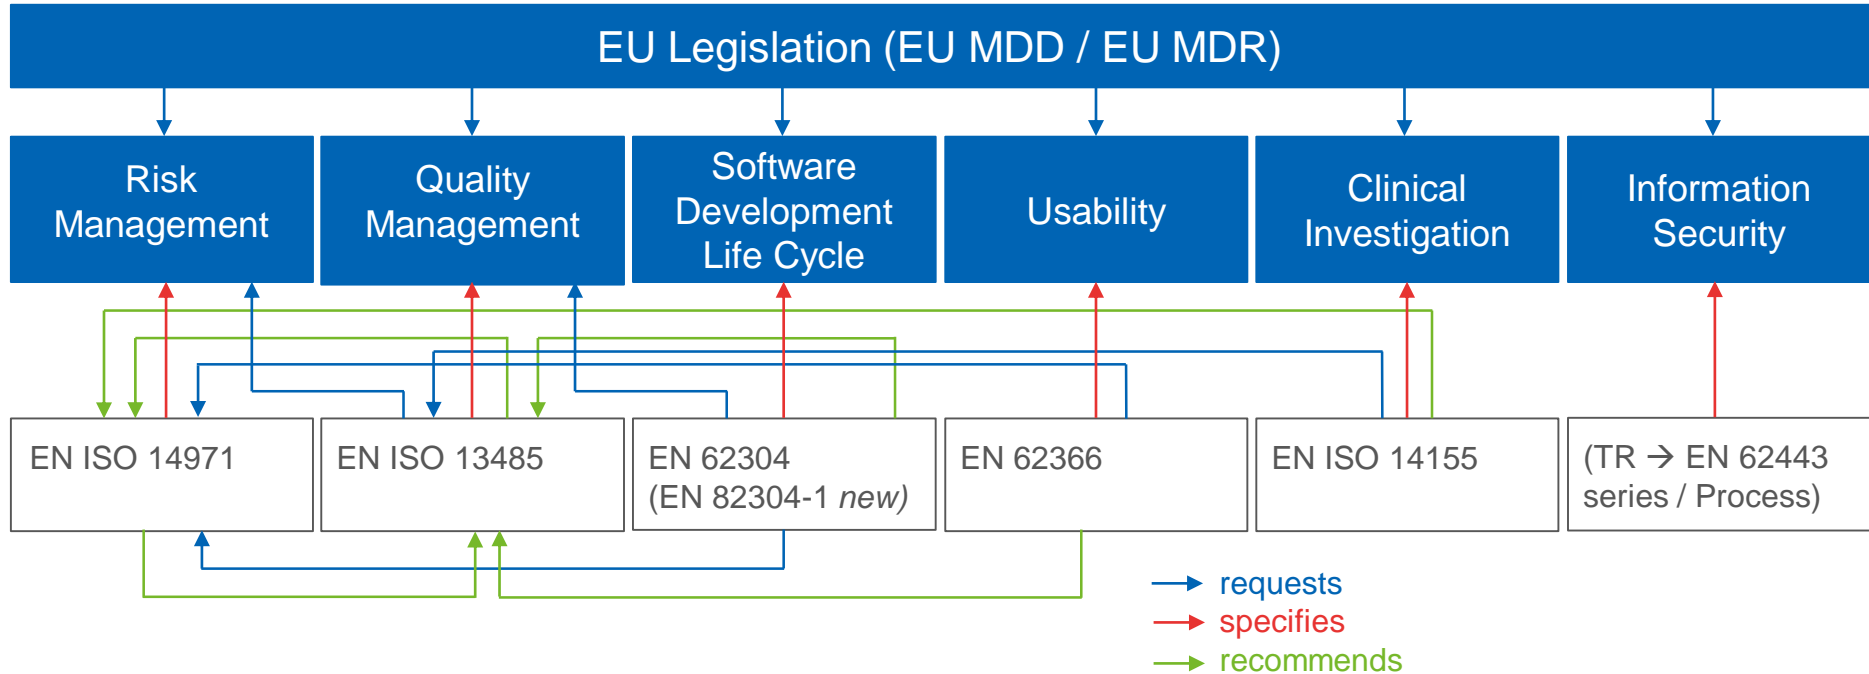 EU Legislation (EU MDD / EU MDR)
Risk
Management
Quality
Management
Software
Development
Life Cycle
Usability
Clinical
Investigation
Information
Security
EN ISO 14971
EN ISO 13485
EN 62304
(EN 82304-1 new)
EN 62366
EN ISO 14155
(TR → EN 62443
series / Process)
requests
specifies
recommends